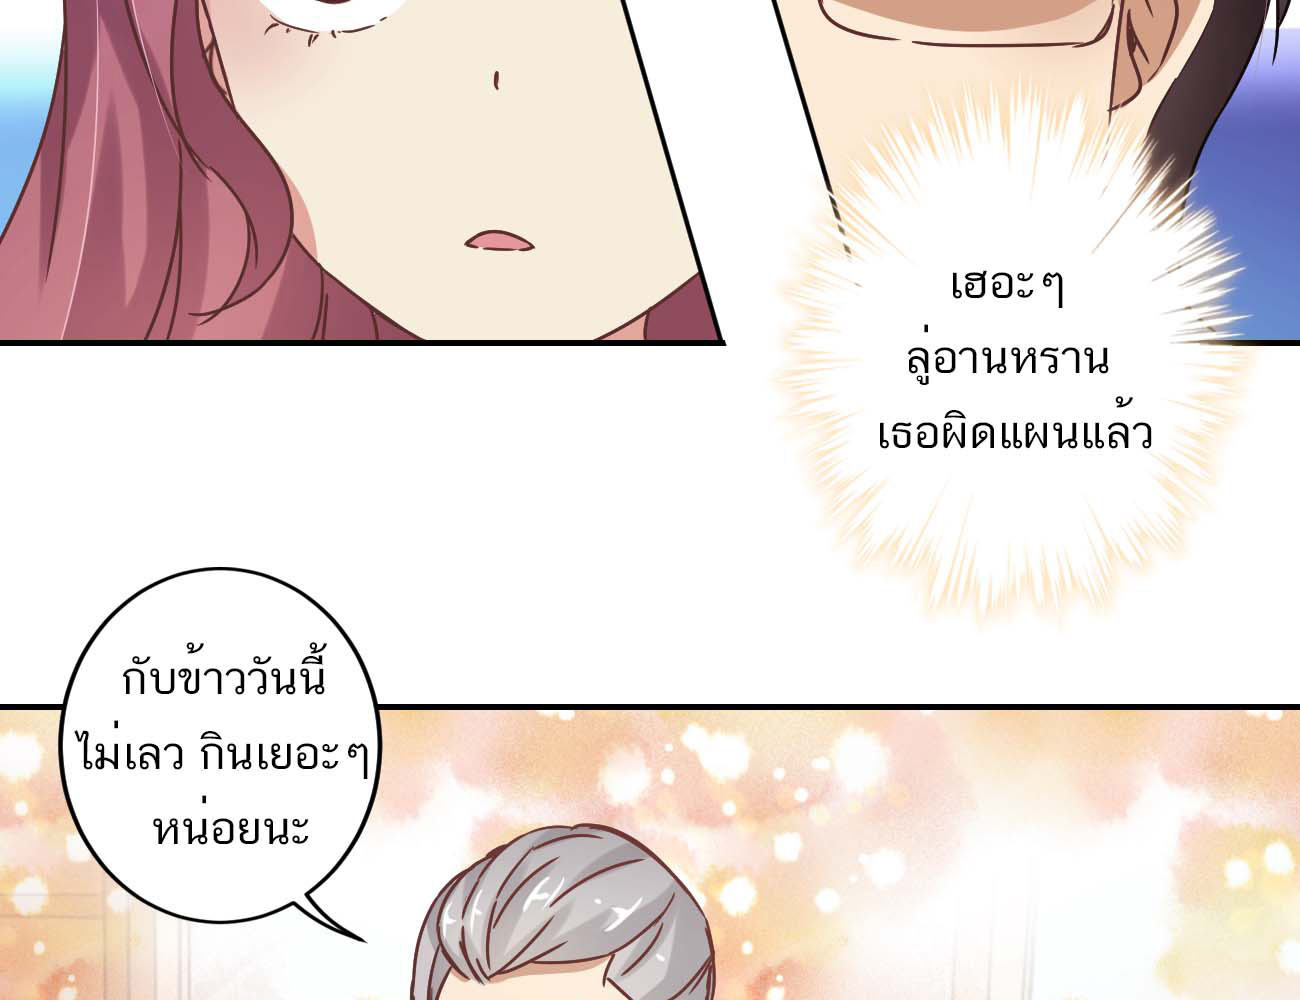 เฮอะๆ
ลู่อานหราน
เธอผิดแผนแล้ว
กับข้าววันนี้
ไม่เลว กินเยอะๆ
หน่อยนะ